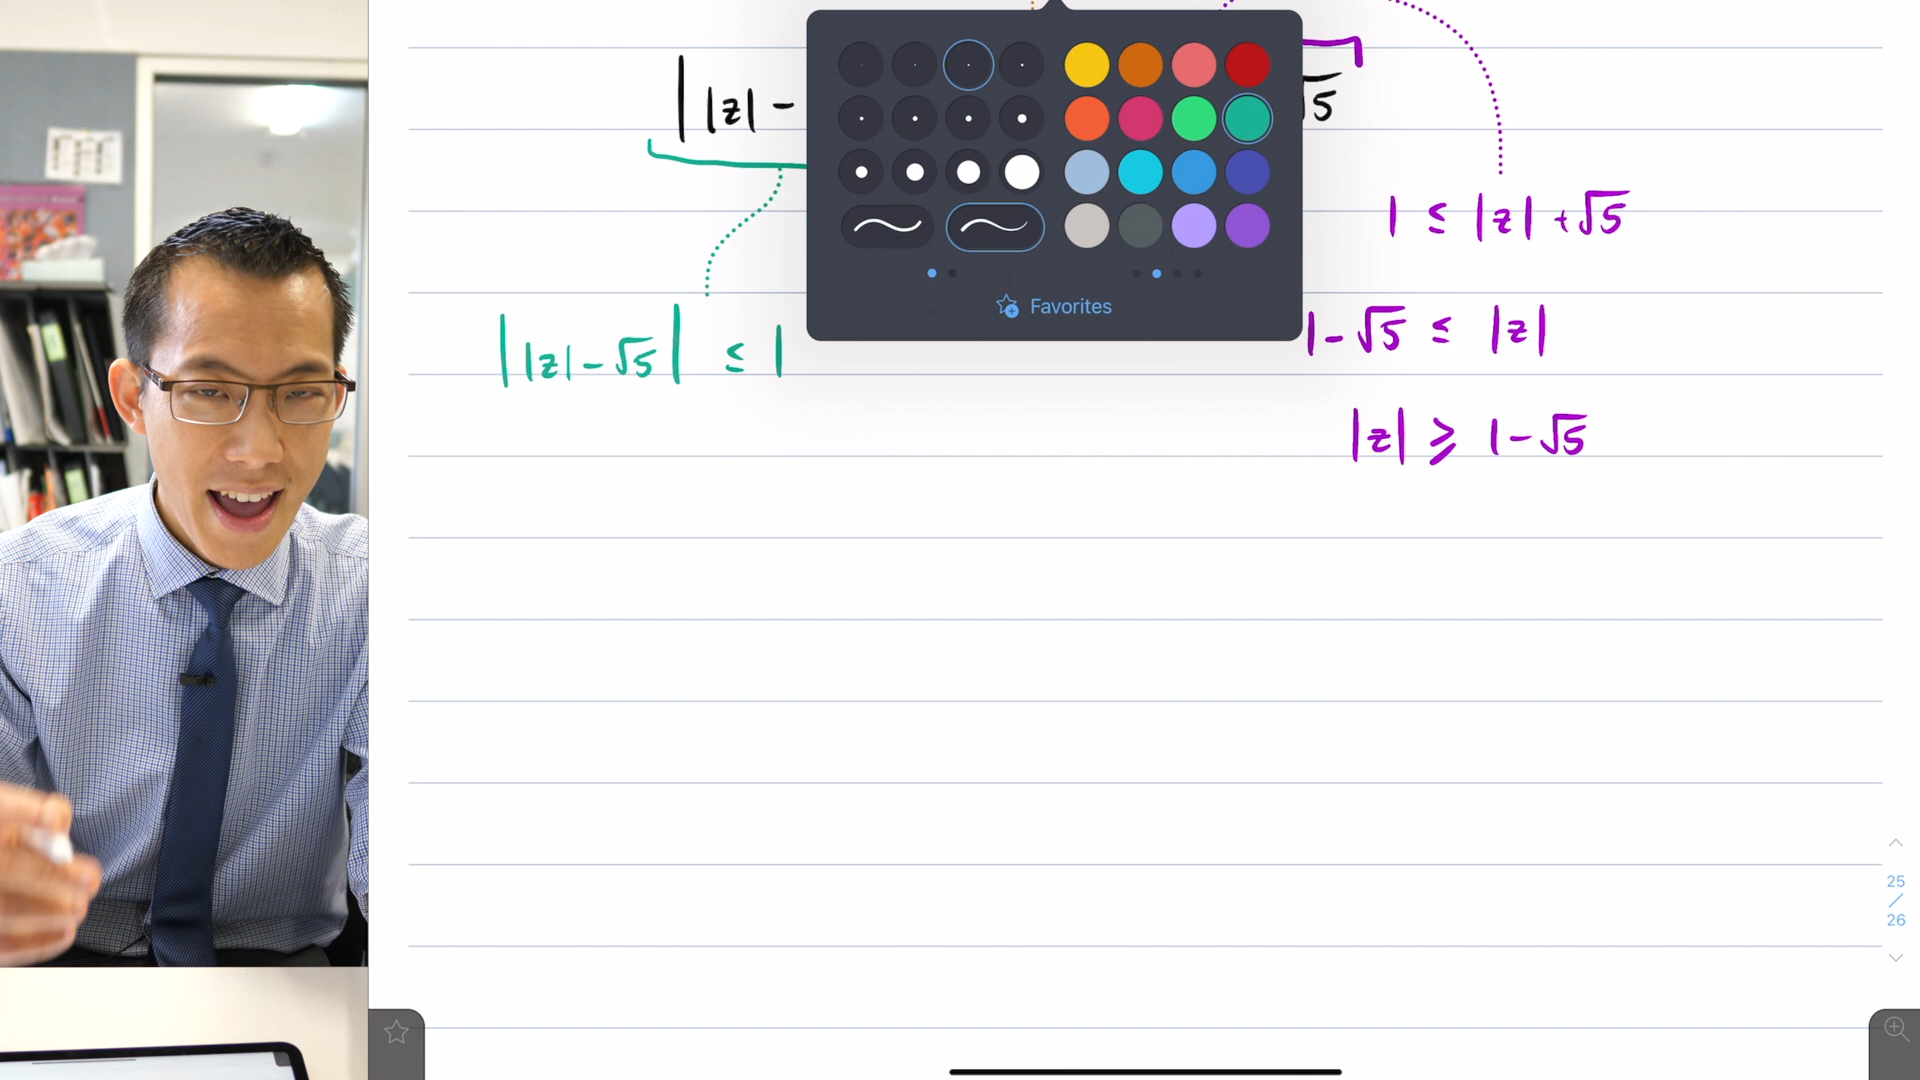 ||z| - √5
1 ≤ |z| + √5
||z| - √5| ≤ 1
1 - √5 ≤ |z|
|z| ≥ 1 - √5
Favorites
25
/
26